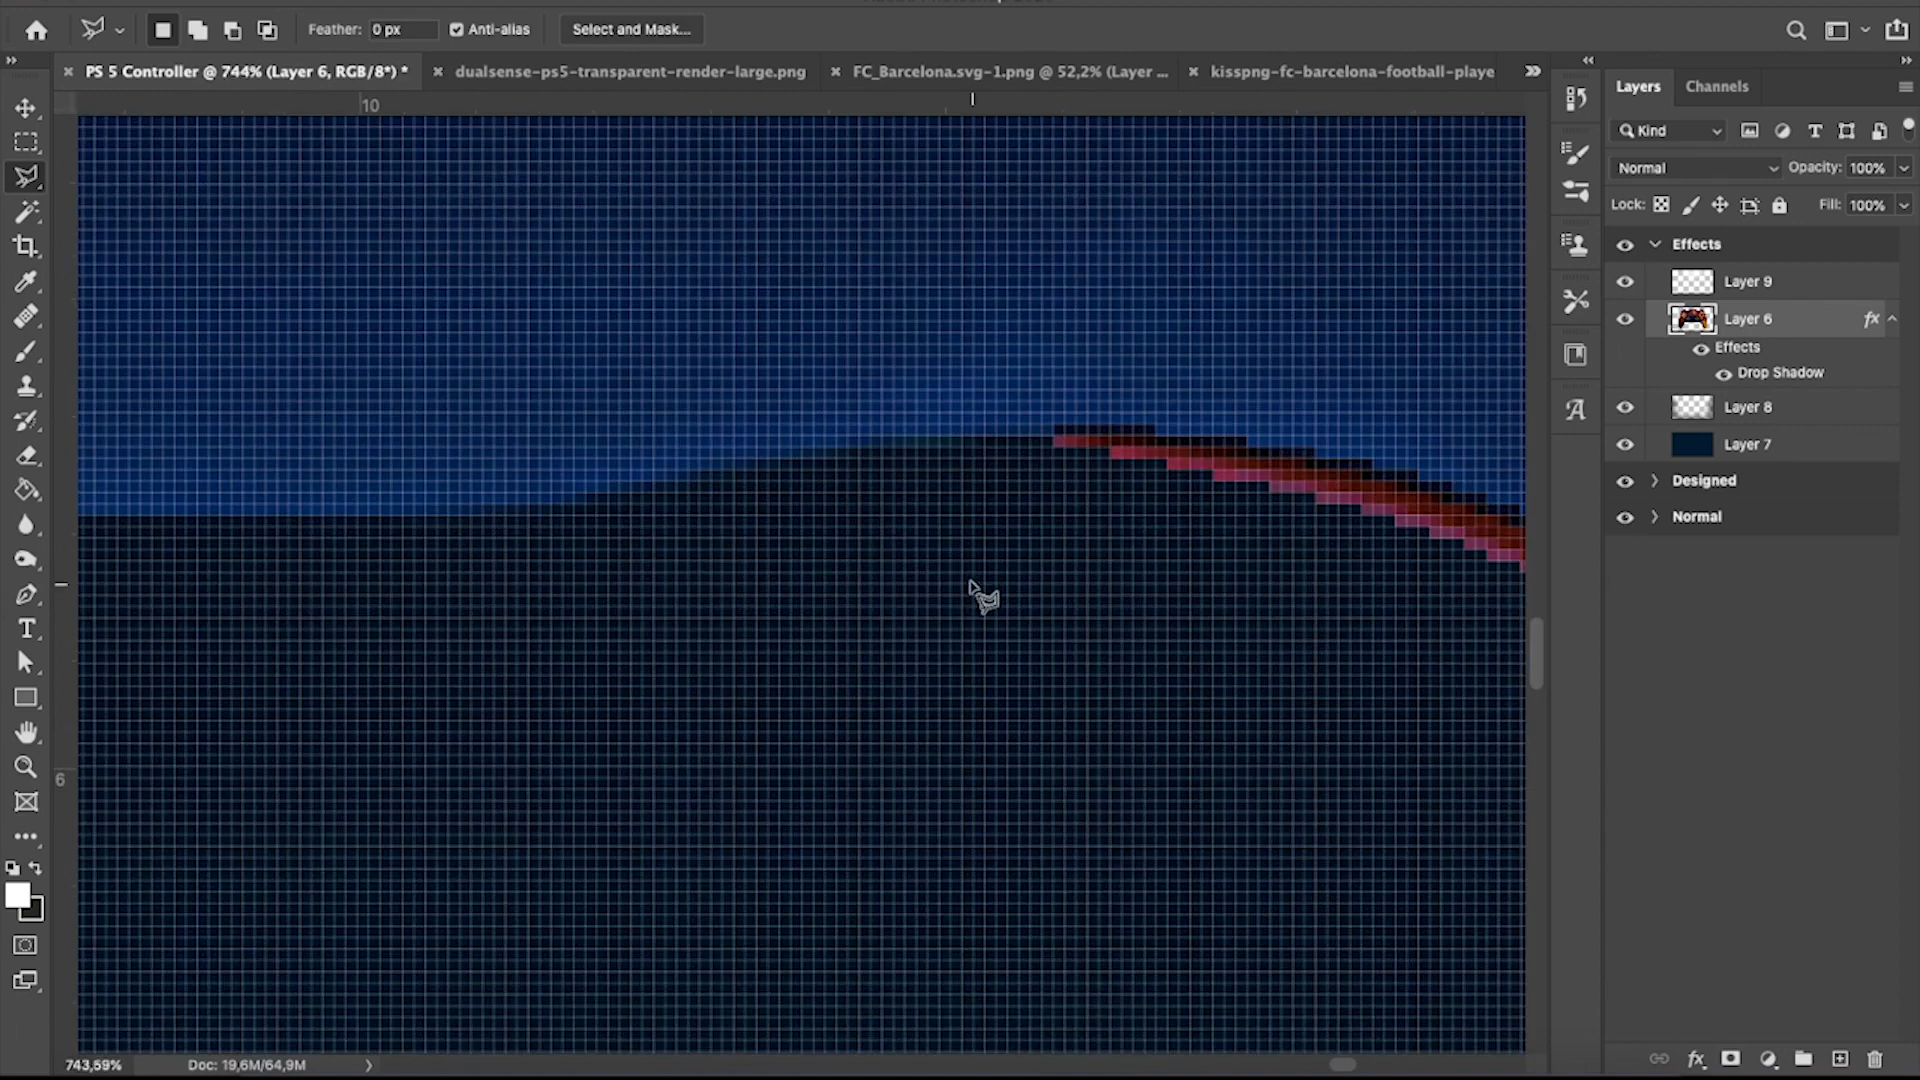 Feather: 0 px Anti-alias Select and Mask...
PS 5 Controller @ 744% (Layer 6, RGB/8*) * dualsense-ps5-transparent-render-large.png FC_Barcelona.svg-1.png @ 52,2% (Layer ... kisspng-fc-barcelona-football-playe
10
6
Layers Channels
Kind
Normal Opacity: 100%
Lock: Fill: 100%
Effects
Layer 9
Layer 6 fx
Effects
Drop Shadow
Layer 8
Layer 7
Designed
Normal
743,59% Doc: 19,6M/64,9M